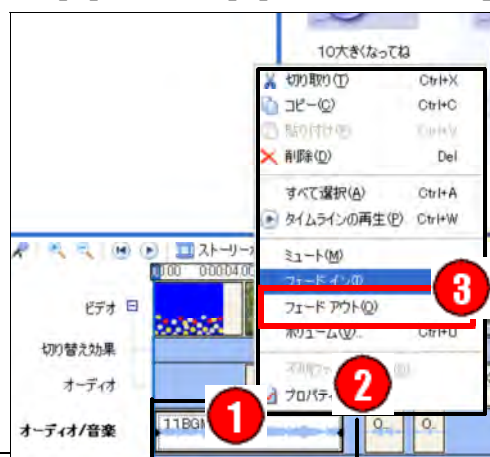 10大きくなってね
切り取り(T) Ctrl+X
コピー(C) Ctrl+C
貼り付け(P) Ctrl+V
削除(D) Del
すべて選択(A) Ctrl+A
タイムラインの再生(P) Ctrl+W
ミュート(M)
フェード イン(I)
3
フェード アウト(O)
ボリューム(V)... Ctrl+U
2
プロパティ
ストーリー
00:00 0:00:04.00
ビデオ
切り替え効果
オーディオ
1
オーディオ/音楽
11BGM
0...
0...